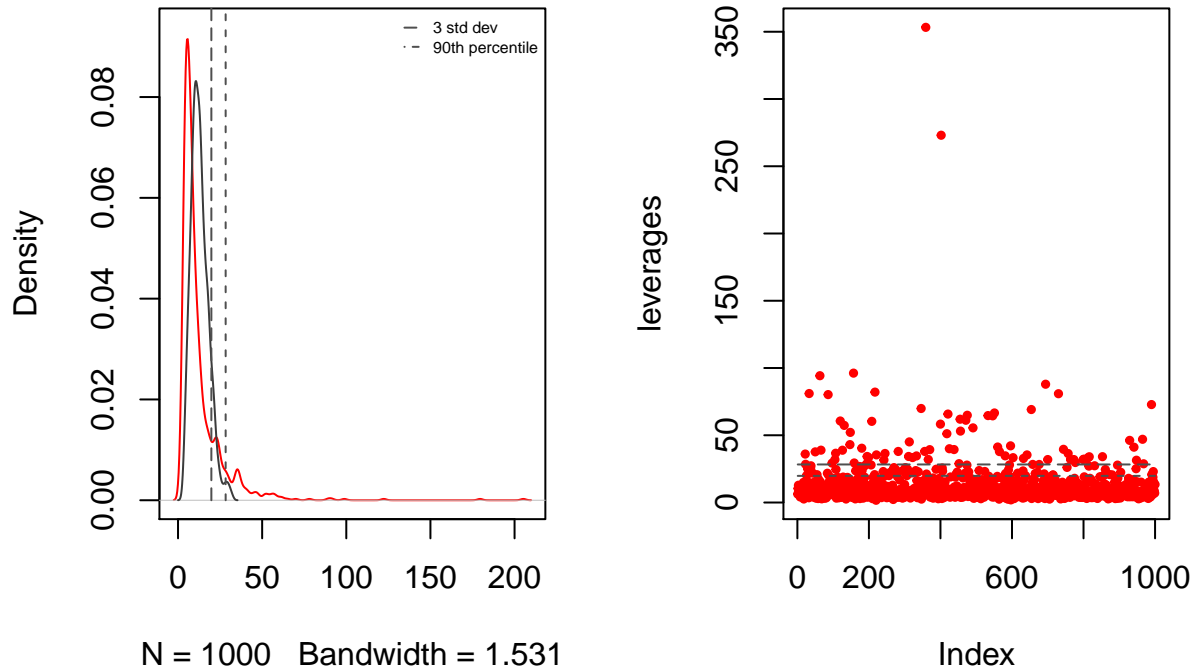 Density
0.00 0.02 0.04 0.06 0.08
3 std dev
90th percentile
0 50 100 150 200
N = 1000 Bandwidth = 1.531
leverages
0 50 150 250 350
0 200 600 1000
Index